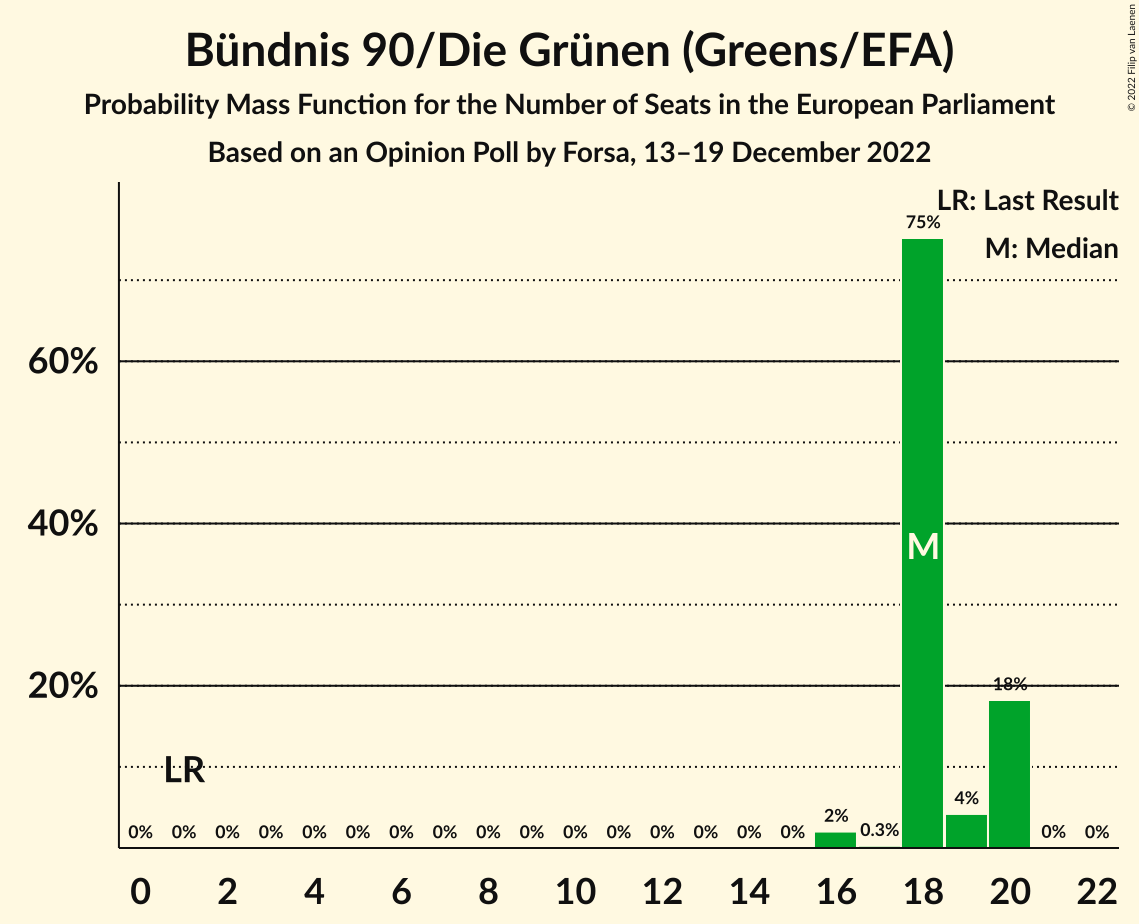 Bündnis 90/Die Grünen (Greens/EFA)
Probability Mass Function for the Number of Seats in the European Parliament
Based on an Opinion Poll by Forsa, 13–19 December 2022
© 2022 Filip van Laenen
LR: Last Result
75%
M: Median
60%
40%
M
20%
18%
LR
4%
2%
0% 0% 0% 0% 0% 0% 0% 0% 0% 0% 0% 0% 0% 0% 0% 0% 0.3% 0% 0%
0 2 4 6 8 10 12 14 16 18 20 22